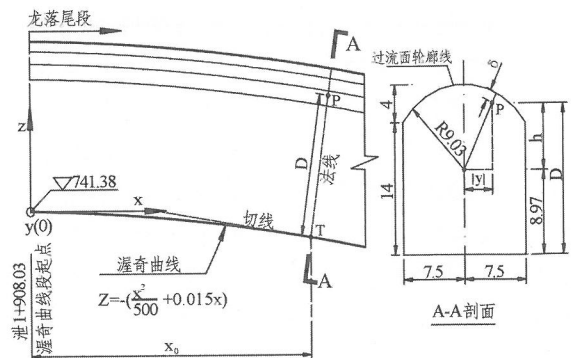 龙落尾段
A
过流面轮廓线
δ
P
P
z
4
R9.03
h
D
法线
D
▽741.38
x
|y|
14
8.97
y(0)
切线
T
渥奇曲线
A
7.5
7.5
Z=-(x²/500+0.015x)
A-A剖面
泄1+908.03
渥奇曲线段起点
x₀